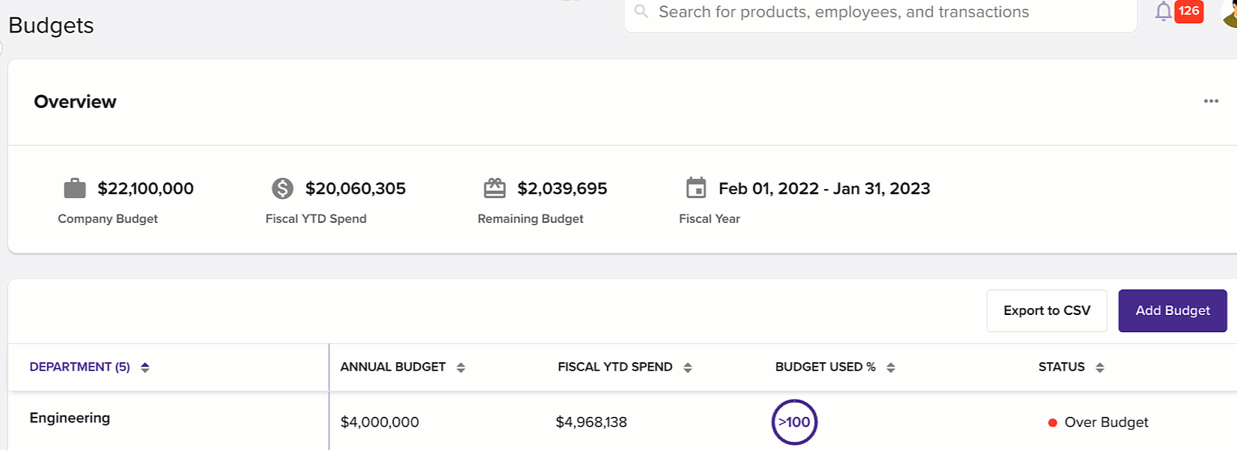 Budgets
Search for products, employees, and transactions
126
Overview
$22,100,000
Company Budget
$20,060,305
Fiscal YTD Spend
$2,039,695
Remaining Budget
Feb 01, 2022 - Jan 31, 2023
Fiscal Year
Export to CSV
Add Budget
DEPARTMENT (5) ANNUAL BUDGET FISCAL YTD SPEND BUDGET USED % STATUS
Engineering $4,000,000 $4,968,138 >100 Over Budget